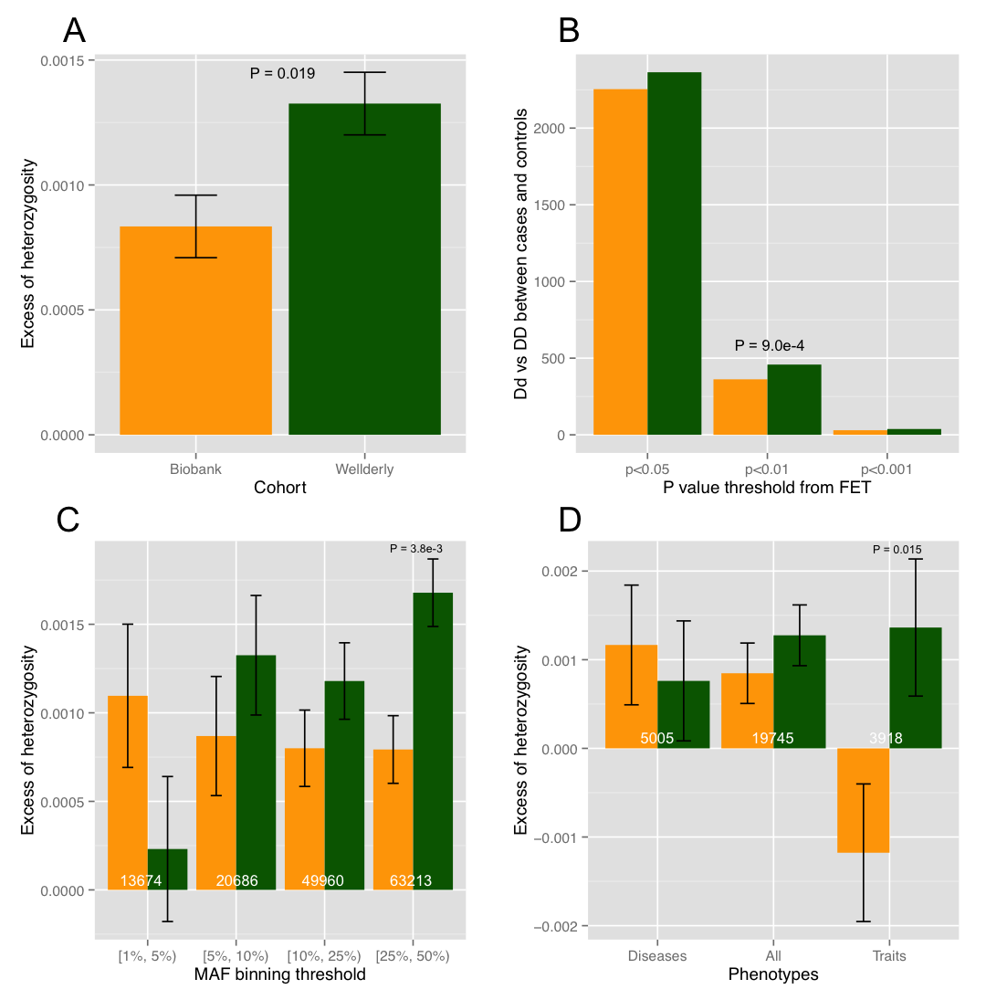 A
Excess of heterozygosity
0.0015
0.0010
0.0005
0.0000
P = 0.019
Biobank
Wellderly
Cohort
B
Dd vs DD between cases and controls
2000
1500
1000
500
0
P = 9.0e-4
p<0.05
p<0.01
p<0.001
P value threshold from FET
C
Excess of heterozygosity
0.0015
0.0010
0.0005
0.0000
P = 3.8e-3
13674
20686
49960
63213
[1%, 5%)
[5%, 10%)
[10%, 25%)
[25%, 50%)
MAF binning threshold
D
Excess of heterozygosity
0.002
0.001
0.000
−0.001
−0.002
P = 0.015
5005
19745
3918
Diseases
All
Traits
Phenotypes